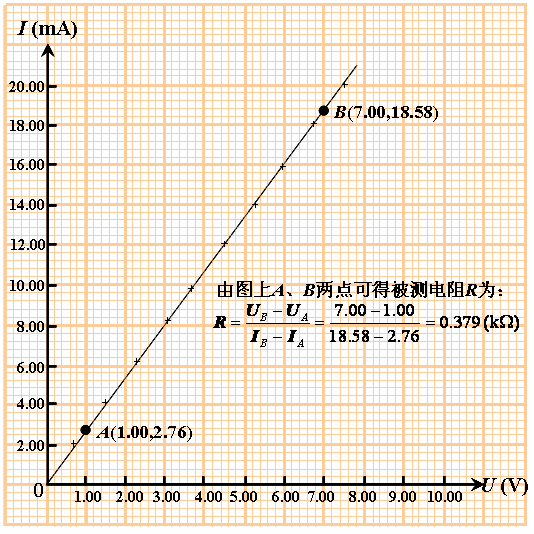 I (mA)
20.00
18.00
16.00
14.00
12.00
10.00
8.00
6.00
4.00
2.00
0
B(7.00,18.58)
由图上A、B两点可得被测电阻R为：
R = (U_B − U_A) / (I_B − I_A) = (7.00 − 1.00) / (18.58 − 2.76) = 0.379 (kΩ)
A(1.00,2.76)
1.00 2.00 3.00 4.00 5.00 6.00 7.00 8.00 9.00 10.00
U (V)